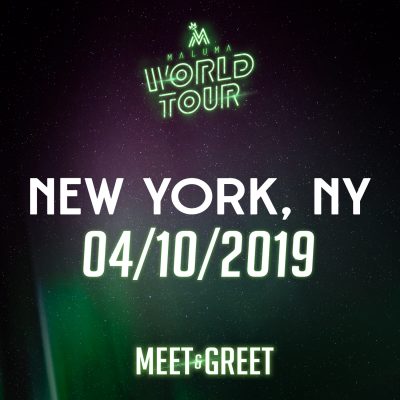 MALUMA
WORLD
TOUR
NEW YORK, NY
04/10/2019
MEET & GREET